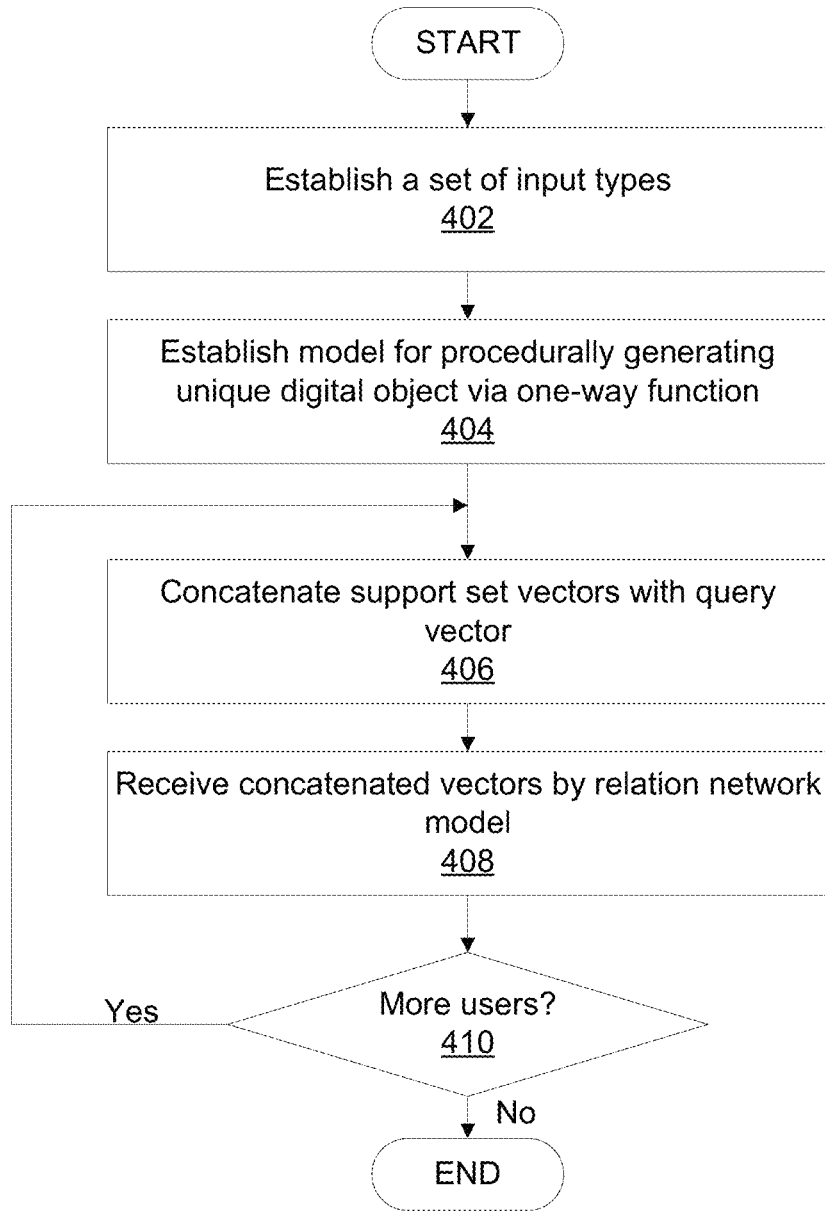 START
Establish a set of input types
402
Establish model for procedurally generating
unique digital object via one-way function
404
Concatenate support set vectors with query
vector
406
Receive concatenated vectors by relation network
model
408
More users?
410
Yes
No
END